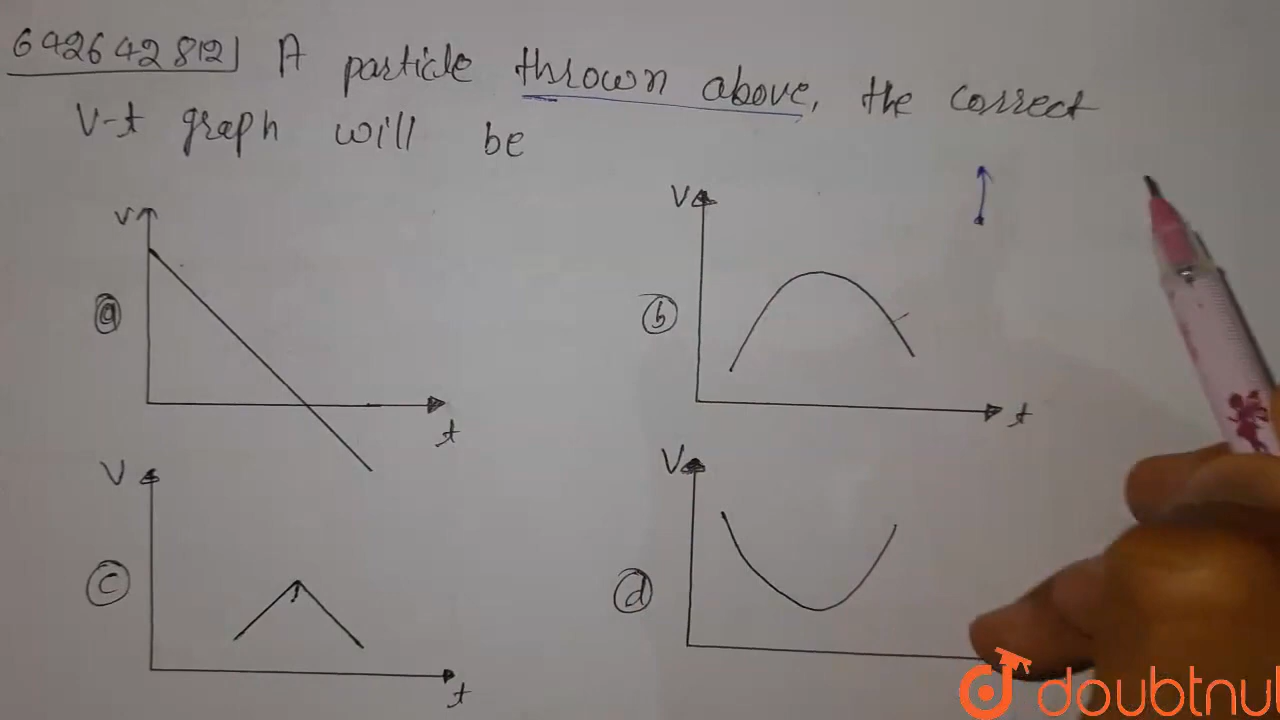 642642812 A particle thrown above, the correct
V-t graph will be
V
a
t
V
b
t
V
c
t
V
d
doubtnut